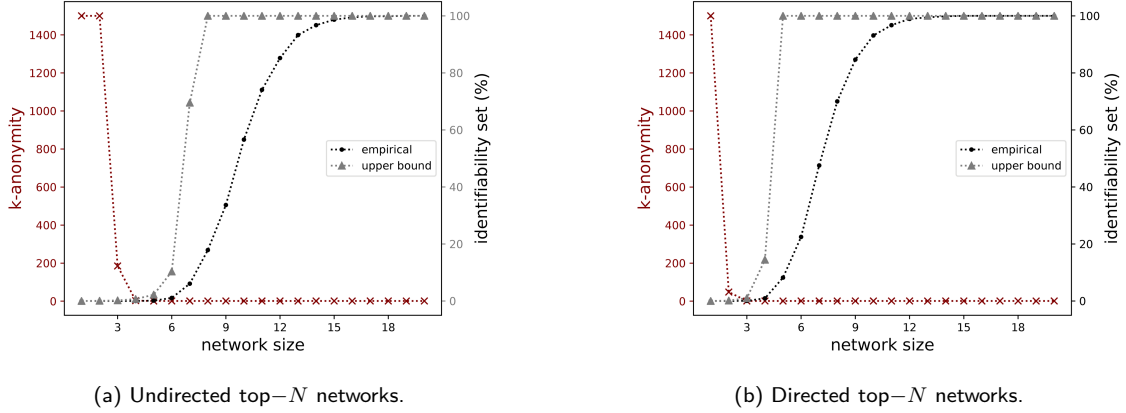 1400
1200
1000
800
600
400
200
0
k-anonymity
100
80
60
40
20
0
identifiability set (%)
empirical
upper bound
3 6 9 12 15 18
network size
(a) Undirected top−N networks.
1400
1200
1000
800
600
400
200
0
k-anonymity
100
80
60
40
20
0
identifiability set (%)
empirical
upper bound
3 6 9 12 15 18
network size
(b) Directed top−N networks.